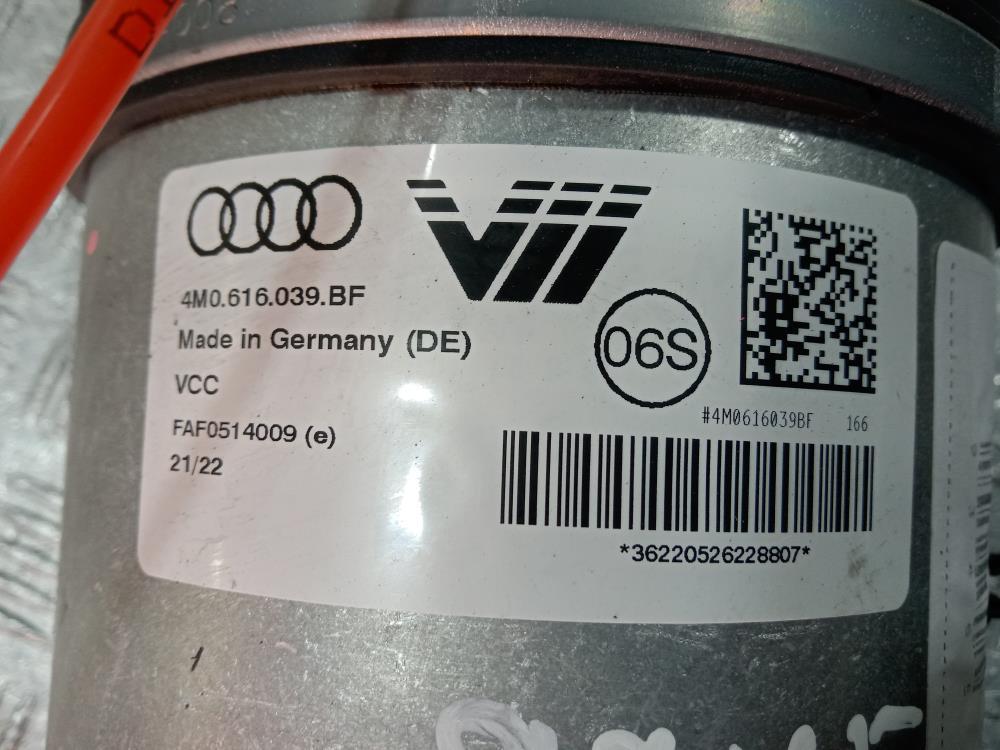 4M0.616.039.BF
Made in Germany (DE)
VCC
FAF0514009 (e)
21/22
06S
#4M0616039BF 166
*36220526228807*